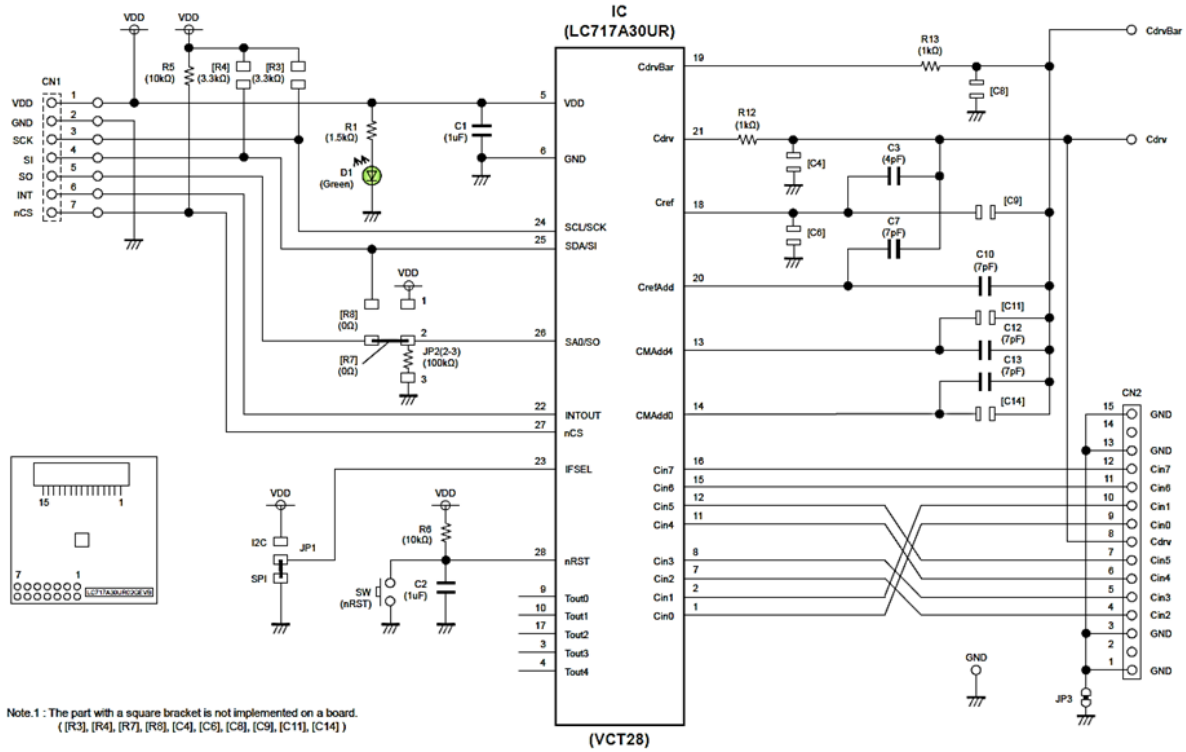 IC
(LC717A30UR)
VDD
VDD
R5
(10kΩ)
[R4]
(3.3kΩ)
[R3]
(3.3kΩ)
CN1
VDD 1
GND 2
SCK 3
SI 4
SO 5
INT 6
nCS 7
R1
(1.5kΩ)
D1
(Green)
C1
(1uF)
5 VDD
6 GND
24 SCL/SCK
25 SDA/SI
VDD
1
[R8]
(0Ω)
[R7]
(0Ω)
2
JP2(2-3)
(100kΩ)
3
26 SA0/SO
22 INTOUT
27 nCS
23 IFSEL
VDD
I2C
JP1
SPI
VDD
R6
(10kΩ)
SW
(nRST)
C2
(1uF)
28 nRST
9 Tout0
10 Tout1
17 Tout2
3 Tout3
4 Tout4
CdrvBar 19
R13
(1kΩ)
[C8]
CdrvBar
Cdrv 21
R12
(1kΩ)
[C4]
C3
(4pF)
Cdrv
Cref 18
[C6]
[C9]
C7
(7pF)
CrefAdd 20
C10
(7pF)
[C11]
CMAdd4 13
C12
(7pF)
C13
(7pF)
CMAdd0 14
[C14]
Cin7 16
Cin6 15
Cin5 12
Cin4 11
Cin3 8
Cin2 7
Cin1 2
Cin0 1
CN2
15 GND
14
13 GND
12 Cin7
11 Cin6
10 Cin1
9 Cin0
8 Cdrv
7 Cin5
6 Cin4
5 Cin3
4 Cin2
3 GND
2
1 GND
GND
JP3
15 1
7 1
LC717A30UR02GEVB
(VCT28)
Note.1 : The part with a square bracket is not implemented on a board.
( [R3], [R4], [R7], [R8], [C4], [C6], [C8], [C9], [C11], [C14] )